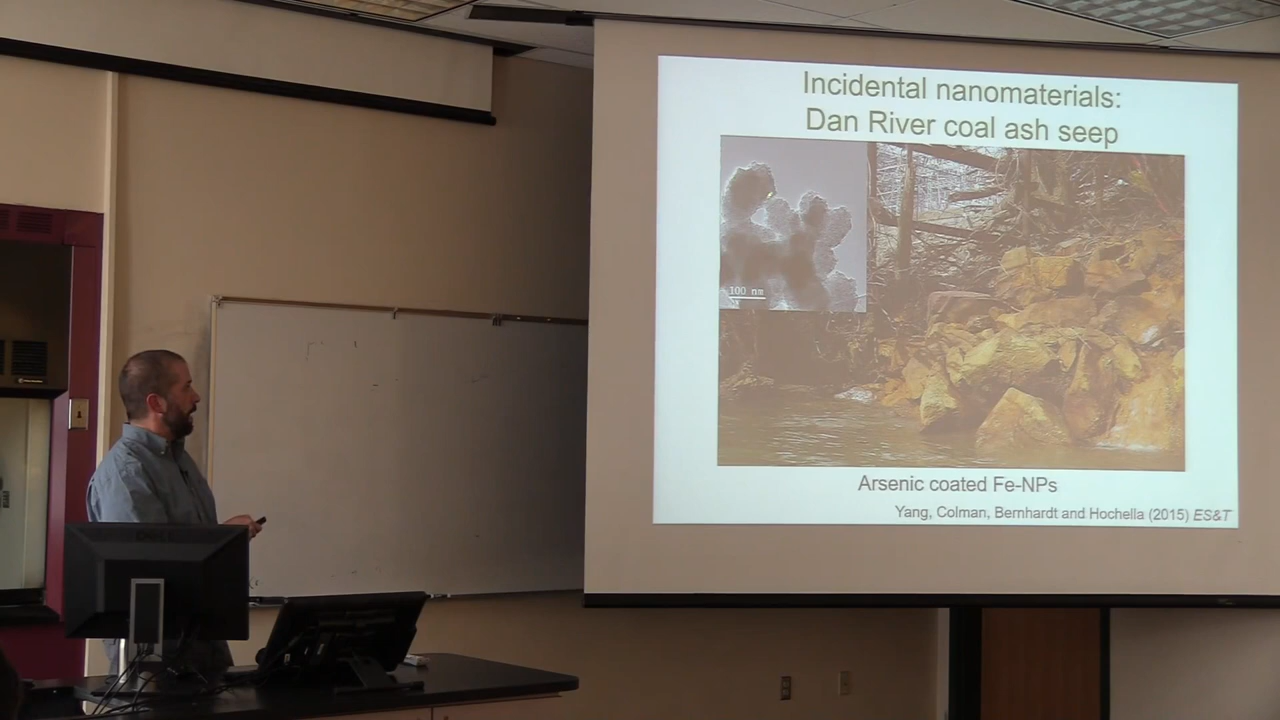 Incidental nanomaterials:
Dan River coal ash seep
100 nm
Arsenic coated Fe-NPs
Yang, Colman, Bernhardt and Hochella (2015) ES&T